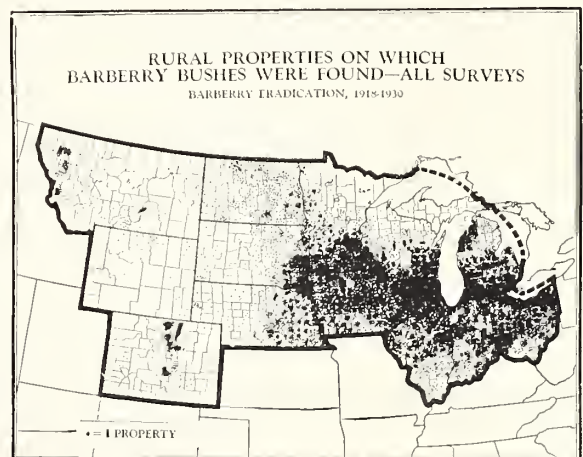 RURAL PROPERTIES ON WHICH
BARBERRY BUSHES WERE FOUND—ALL SURVEYS
BARBERRY ERADICATION, 1918-1930
• = 1 PROPERTY